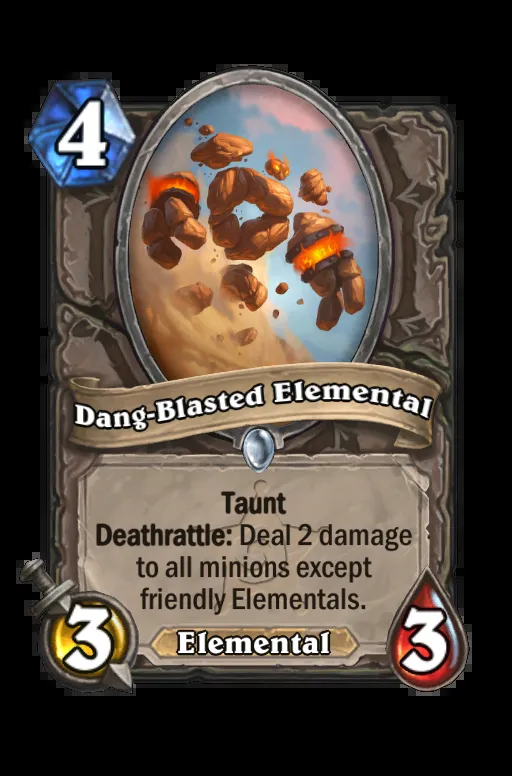 4
Dang-Blasted Elemental
Taunt
Deathrattle: Deal 2 damage
to all minions except
friendly Elementals.
3
Elemental
3